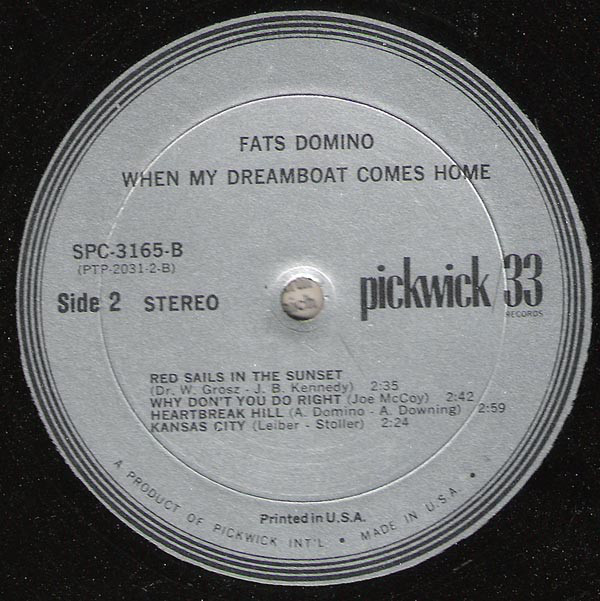 FATS DOMINO
WHEN MY DREAMBOAT COMES HOME
SPC-3165-B
(PTP-2031-2-B)
Side 2 STEREO
pickwick/33
RECORDS
RED SAILS IN THE SUNSET
(Dr. W. Grosz - J. B. Kennedy) 2:35
WHY DON'T YOU DO RIGHT (Joe McCoy) 2:42
HEARTBREAK HILL (A. Domino - A. Downing) 2:59
KANSAS CITY (Leiber - Stoller) 2:24
Printed in U.S.A.
A PRODUCT OF PICKWICK INT'L • MADE IN U.S.A. •